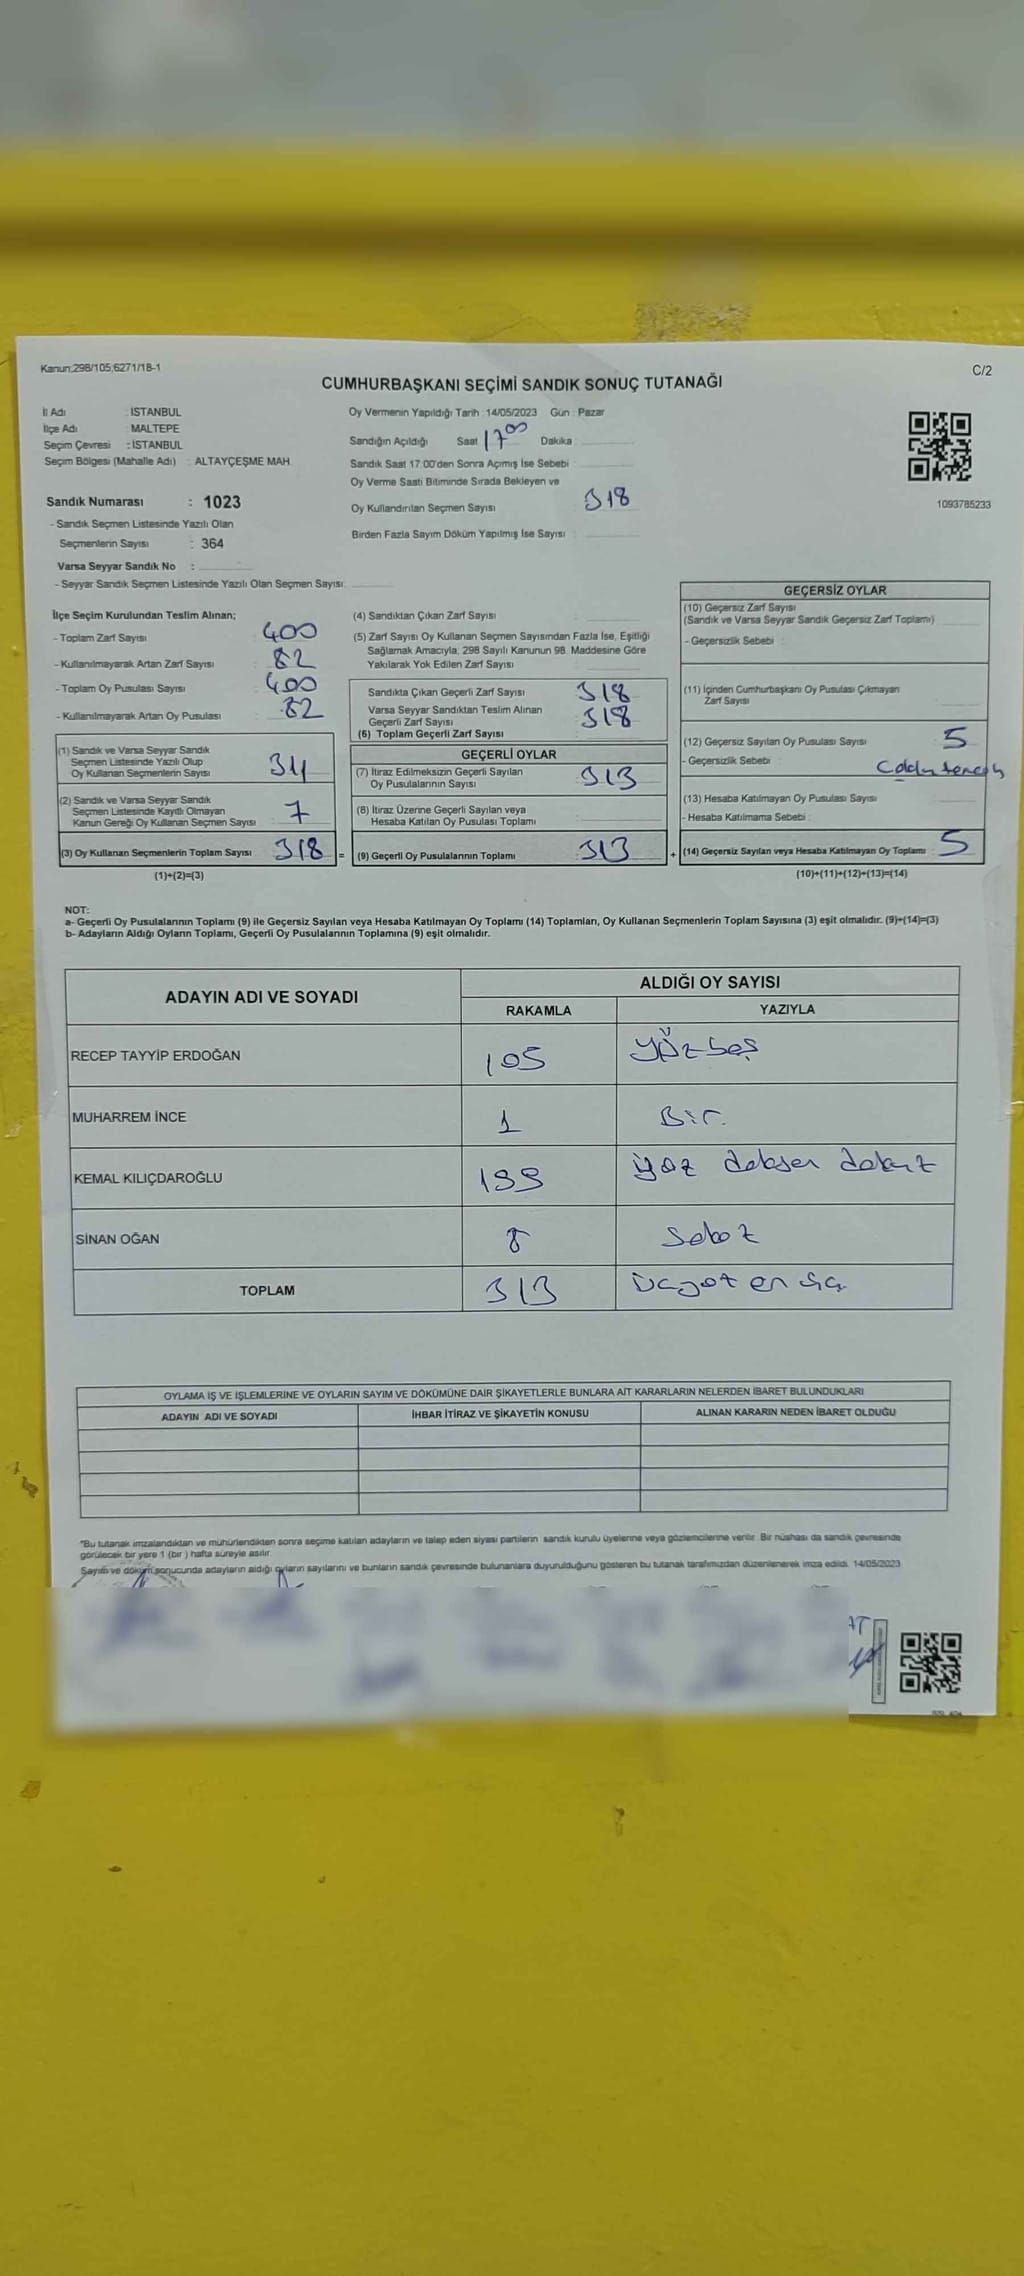 Kanun;298/105;6271/18-1
C/2
CUMHURBAŞKANI SEÇİMİ SANDIK SONUÇ TUTANAĞI
İl Adı : İSTANBUL
İlçe Adı : MALTEPE
Seçim Çevresi : İSTANBUL
Seçim Bölgesi (Mahalle Adı) : ALTAYÇEŞME MAH.
Oy Vermenin Yapıldığı Tarih :14/05/2023 Gün : Pazar
Sandığın Açıldığı Saat 17 00 Dakika :
Sandık Saat 17:00'den Sonra Açımış İse Sebebi :
Oy Verme Saati Bitiminde Sırada Bekleyen ve
Oy Kullandırılan Seçmen Sayısı 318
Birden Fazla Sayım Döküm Yapılmış İse Sayısı :
1093785233
Sandık Numarası : 1023
- Sandık Seçmen Listesinde Yazılı Olan
Seçmenlerin Sayısı : 364
Varsa Seyyar Sandık No :
- Seyyar Sandık Seçmen Listesinde Yazılı Olan Seçmen Sayısı:
İlçe Seçim Kurulundan Teslim Alınan;
- Toplam Zarf Sayısı 400
- Kullanılmayarak Artan Zarf Sayısı 82
- Toplam Oy Pusulası Sayısı 400
- Kullanılmayarak Artan Oy Pusulası 82
(1) Sandık ve Varsa Seyyar Sandık
Seçmen Listesinde Yazılı Olup
Oy Kullanan Seçmenlerin Sayısı 311
(2) Sandık ve Varsa Seyyar Sandık
Seçmen Listesinde Kayıtlı Olmayan
Kanun Gereği Oy Kullanan Seçmen Sayısı : 7
(3) Oy Kullanan Seçmenlerin Toplam Sayısı 318 =
(1)+(2)=(3)
(4) Sandıktan Çıkan Zarf Sayısı
(5) Zarf Sayısı Oy Kullanan Seçmen Sayısından Fazla İse, Eşitliği
Sağlamak Amacıyla; 298 Sayılı Kanunun 98. Maddesine Göre
Yakılarak Yok Edilen Zarf Sayısı
Sandıkta Çıkan Geçerli Zarf Sayısı 318
Varsa Seyyar Sandıktan Teslim Alınan
Geçerli Zarf Sayısı 318
(6) Toplam Geçerli Zarf Sayısı :
GEÇERLİ OYLAR
(7) İtiraz Edilmeksizin Geçerli Sayılan
Oy Pusulalarının Sayısı : 313
(8) İtiraz Üzerine Geçerli Sayılan veya
Hesaba Katılan Oy Pusulası Toplamı :
(9) Geçerli Oy Pusulalarının Toplamı : 313 +
GEÇERSİZ OYLAR
(10) Geçersiz Zarf Sayısı
(Sandık ve Varsa Seyyar Sandık Geçersiz Zarf Toplamı)
- Geçersizlik Sebebi :
(11) İçinden Cumhurbaşkanı Oy Pusulası Çıkmayan
Zarf Sayısı
(12) Geçersiz Sayılan Oy Pusulası Sayısı 5
- Geçersizlik Sebebi :
(13) Hesaba Katılmayan Oy Pusulası Sayısı :
- Hesaba Katılmama Sebebi :
(14) Geçersiz Sayılan veya Hesaba Katılmayan Oy Toplamı : 5
(10)+(11)+(12)+(13)=(14)
NOT:
a- Geçerli Oy Pusulalarının Toplamı (9) ile Geçersiz Sayılan veya Hesaba Katılmayan Oy Toplamı (14) Toplamları, Oy Kullanan Seçmenlerin Toplam Sayısına (3) eşit olmalıdır. (9)+(14)=(3)
b- Adayların Aldığı Oyların Toplamı, Geçerli Oy Pusulalarının Toplamına (9) eşit olmalıdır.
ADAYIN ADI VE SOYADI
ALDIĞI OY SAYISI
RAKAMLA YAZIYLA
RECEP TAYYİP ERDOĞAN 105 Yüzbeş
MUHARREM İNCE 1 Bir.
KEMAL KILIÇDAROĞLU 199 yüz doksan dokuz
SİNAN OĞAN 8 Sekiz
TOPLAM 313 üçyüz on üç
OYLAMA İŞ VE İŞLEMLERİNE VE OYLARIN SAYIM VE DÖKÜMÜNE DAİR ŞİKAYETLERLE BUNLARA AİT KARARLARIN NELERDEN İBARET BULUNDUKLARI
ADAYIN ADI VE SOYADI İHBAR İTİRAZ VE ŞİKAYETİN KONUSU ALINAN KARARIN NEDEN İBARET OLDUĞU
"Bu tutanak imzalandıktan ve mühürlendikten sonra seçime katılan adayların ve talep eden siyasi partilerin sandık kurulu üyelerine veya gözlemcilerine verilir. Bir nüshası da sandık çevresinde
görülecek bir yere 1 (bir ) hafta süreyle asılır.
Sayım ve döküm sonucunda adayların aldığı oyların sayılarını ve bunların sandık çevresinde bulunanlara duyurulduğunu gösteren bu tutanak tarafımızdan düzenlenerek imza edildi. 14/05/2023